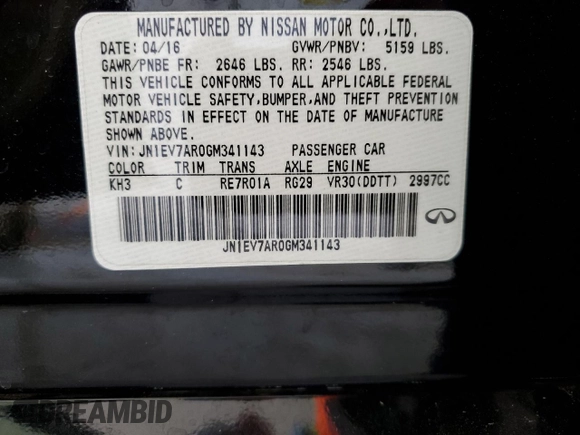 MANUFACTURED BY NISSAN MOTOR CO.,LTD.
DATE: 04/16 GVWR/PNBV: 5159 LBS.
GAWR/PNBE FR: 2646 LBS. RR: 2546 LBS.
THIS VEHICLE CONFORMS TO ALL APPLICABLE FEDERAL
MOTOR VEHICLE SAFETY,BUMPER,AND THEFT PREVENTION
STANDARDS IN EFFECT ON THE DATE OF MANUFACTURE
SHOWN ABOVE.
VIN: JN1EV7AR0GM341143 PASSENGER CAR
COLOR TRIM TRANS AXLE ENGINE
KH3 C RE7R01A RG29 VR30(DDTT) 2997CC
JN1EV7AR0GM341143
DREAMBID